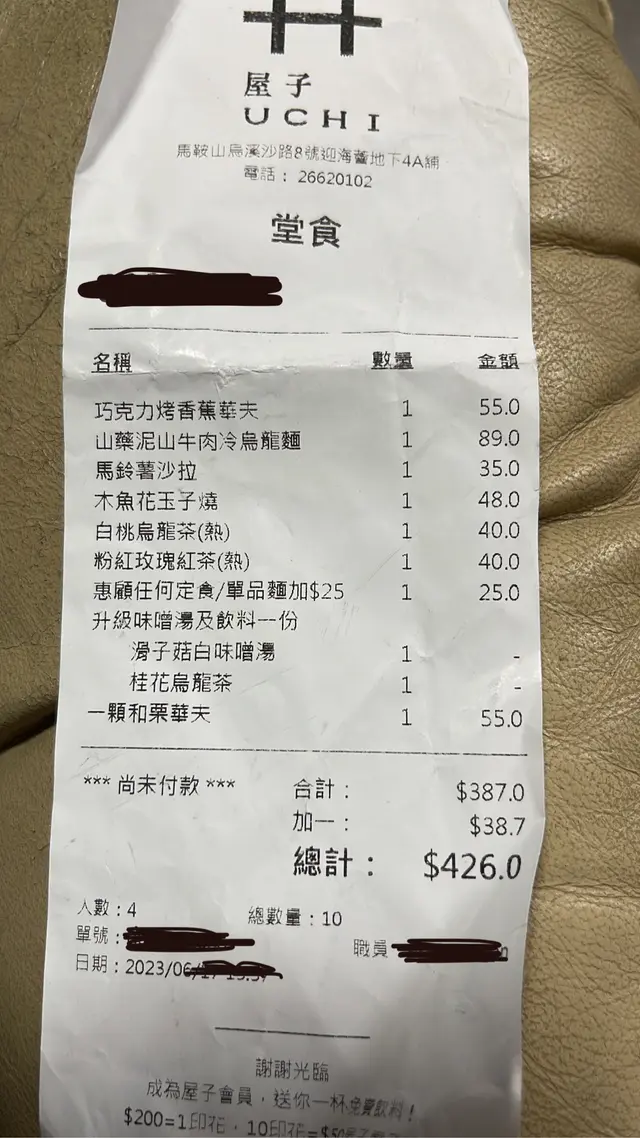 屋子
UCHI
馬鞍山烏溪沙路8號迎海薈地下4A舖
電話: 26620102
堂食
名稱 數量 金額
巧克力烤香蕉華夫 1 55.0
山藥泥山牛肉冷烏龍麵 1 89.0
馬鈴薯沙拉 1 35.0
木魚花玉子燒 1 48.0
白桃烏龍茶(熱) 1 40.0
粉紅玫瑰紅茶(熱) 1 40.0
惠顧任何定食/單品麵加$25 1 25.0
升級味噌湯及飲料一份
滑子菇白味噌湯 1 -
桂花烏龍茶 1 -
一顆和栗華夫 1 55.0
*** 尚未付款 *** 合計: $387.0
加一: $38.7
總計: $426.0
人數:4 總數量:10
單號:
職員
日期:2023/06
謝謝光臨
成為屋子會員,送你一杯免費飲料!
$200=1印花,10印花=$50